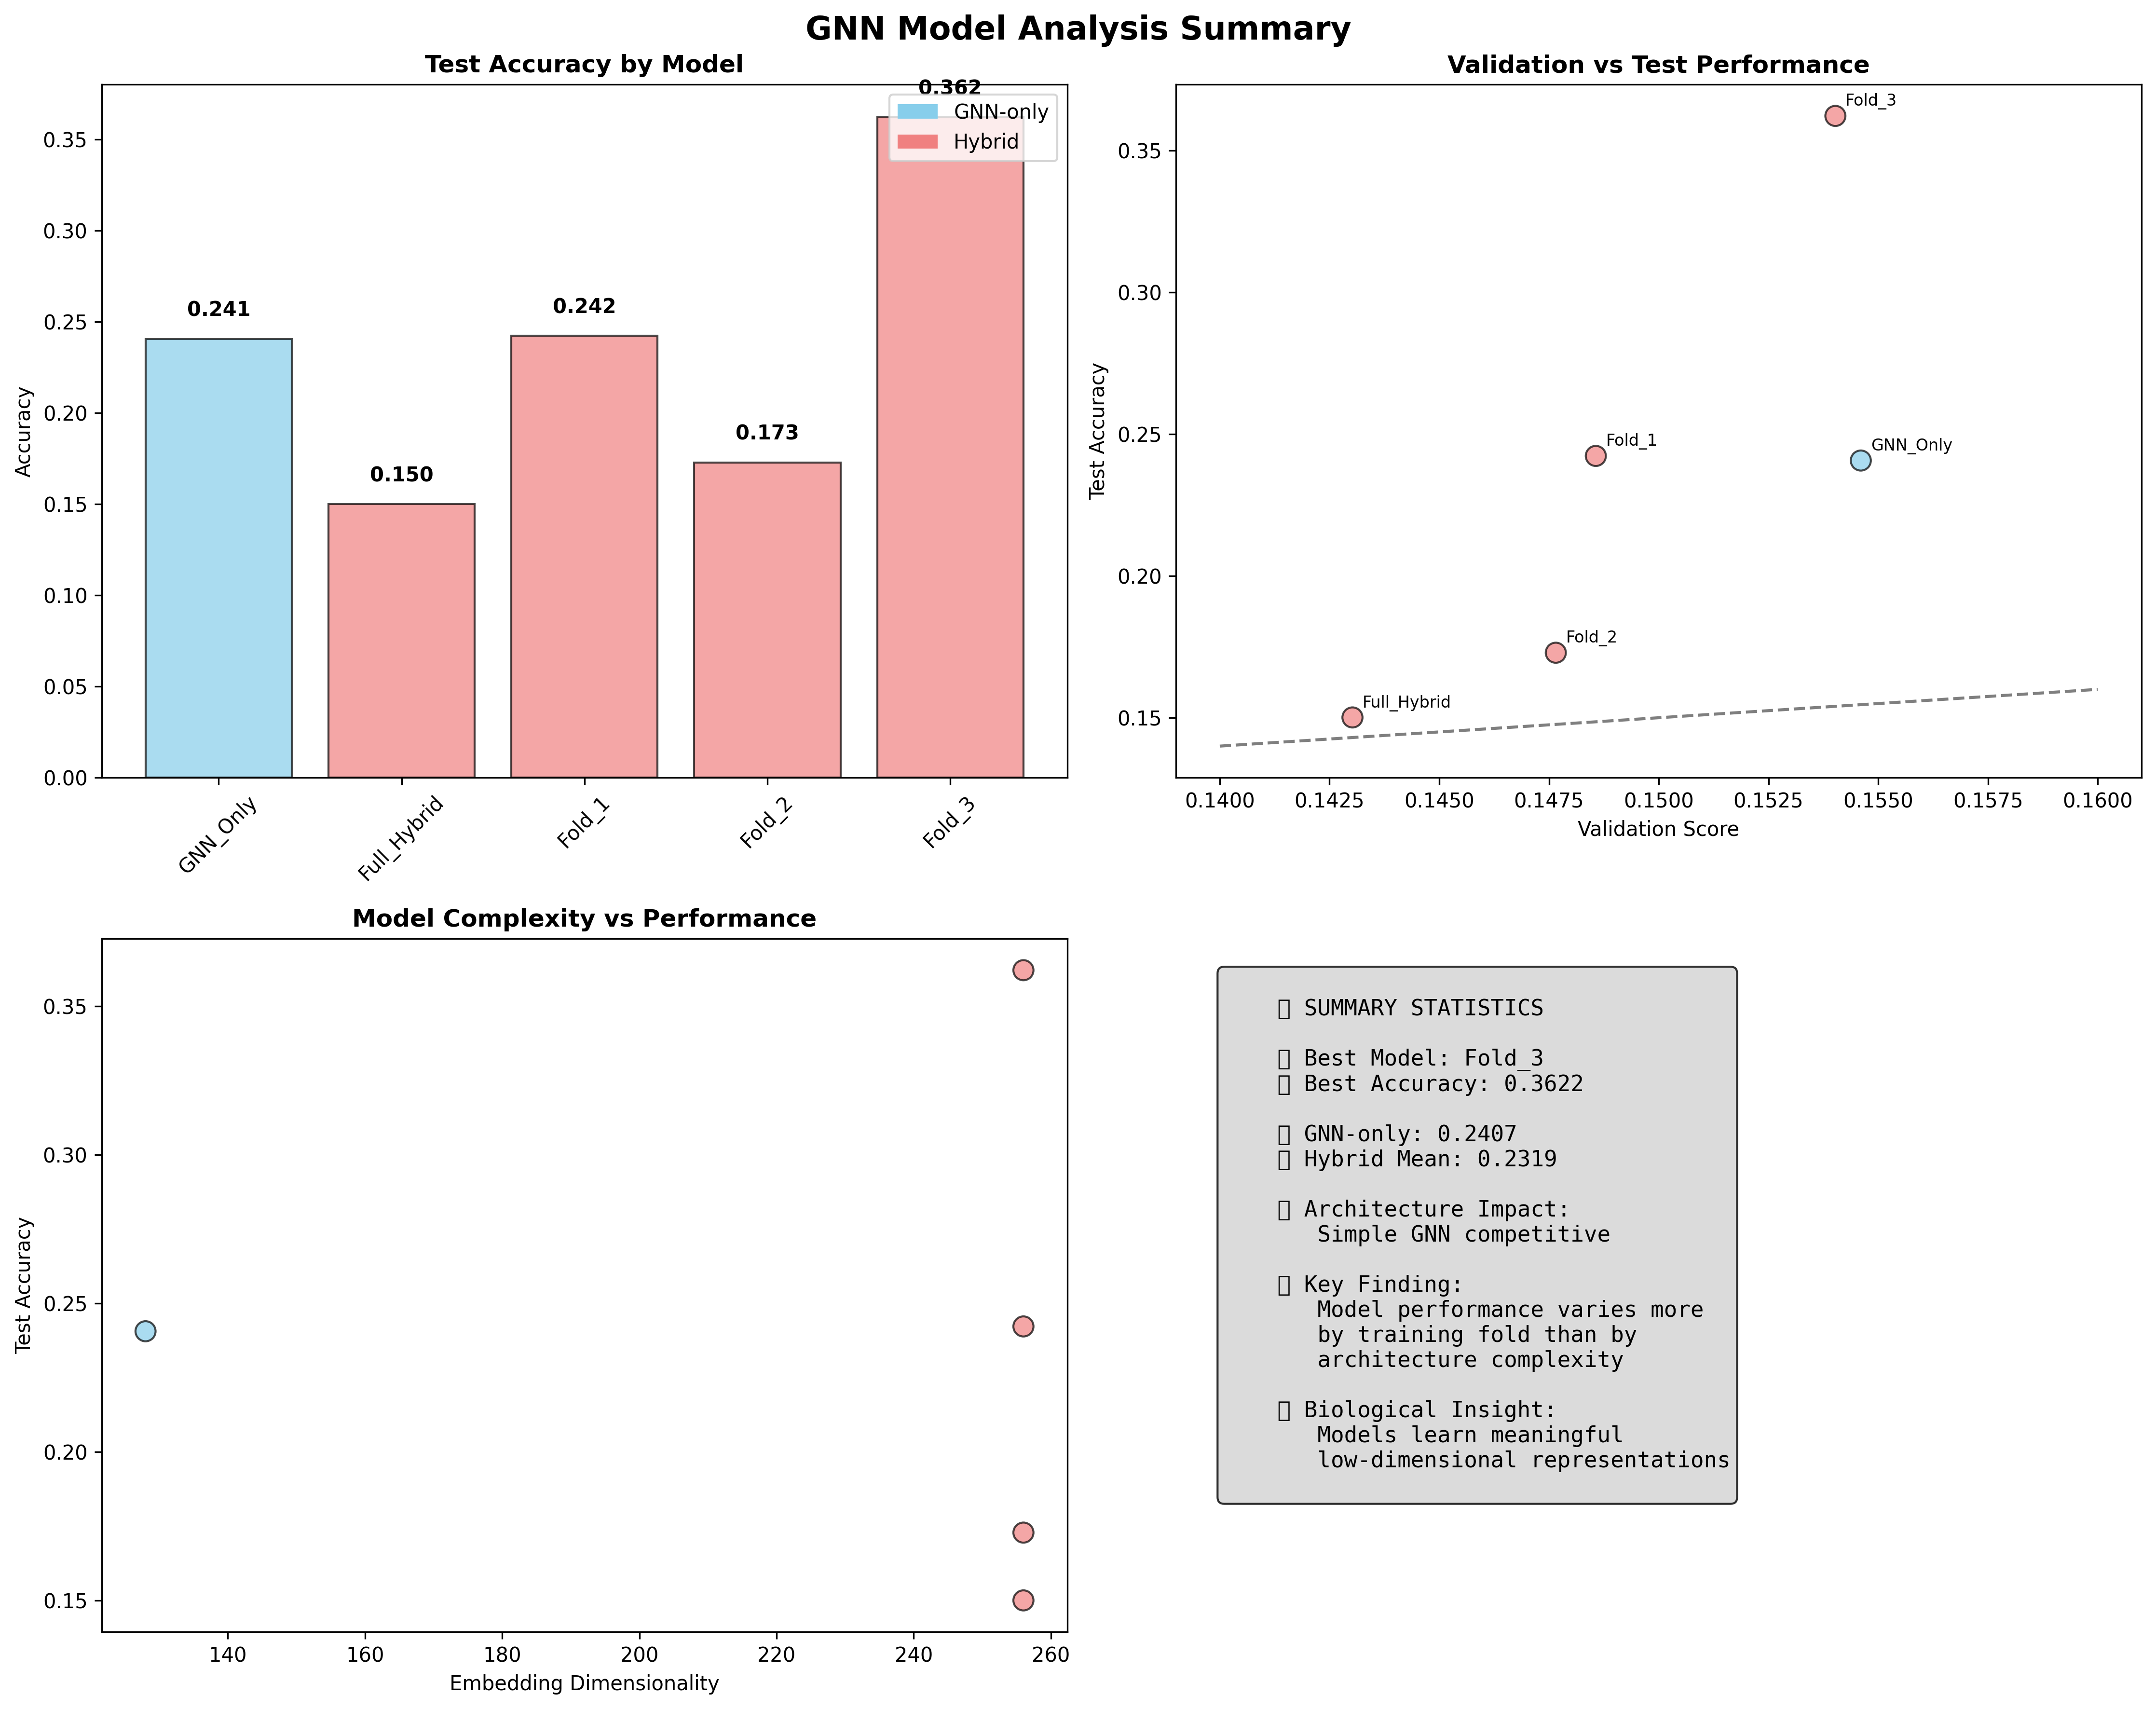 GNN Model Analysis Summary
Test Accuracy by Model
0.362
GNN-only
Hybrid
0.241
0.150
0.242
0.173
Accuracy
0.35
0.30
0.25
0.20
0.15
0.10
0.05
0.00
GNN_Only
Full_Hybrid
Fold_1
Fold_2
Fold_3
Validation vs Test Performance
Fold_3
Fold_1
GNN_Only
Fold_2
Full_Hybrid
Test Accuracy
0.35
0.30
0.25
0.20
0.15
0.1400 0.1425 0.1450 0.1475 0.1500 0.1525 0.1550 0.1575 0.1600
Validation Score
Model Complexity vs Performance
Test Accuracy
0.35
0.30
0.25
0.20
0.15
140 160 180 200 220 240 260
Embedding Dimensionality
SUMMARY STATISTICS
Best Model: Fold_3
Best Accuracy: 0.3622
GNN-only: 0.2407
Hybrid Mean: 0.2319
Architecture Impact:
Simple GNN competitive
Key Finding:
Model performance varies more
by training fold than by
architecture complexity
Biological Insight:
Models learn meaningful
low-dimensional representations